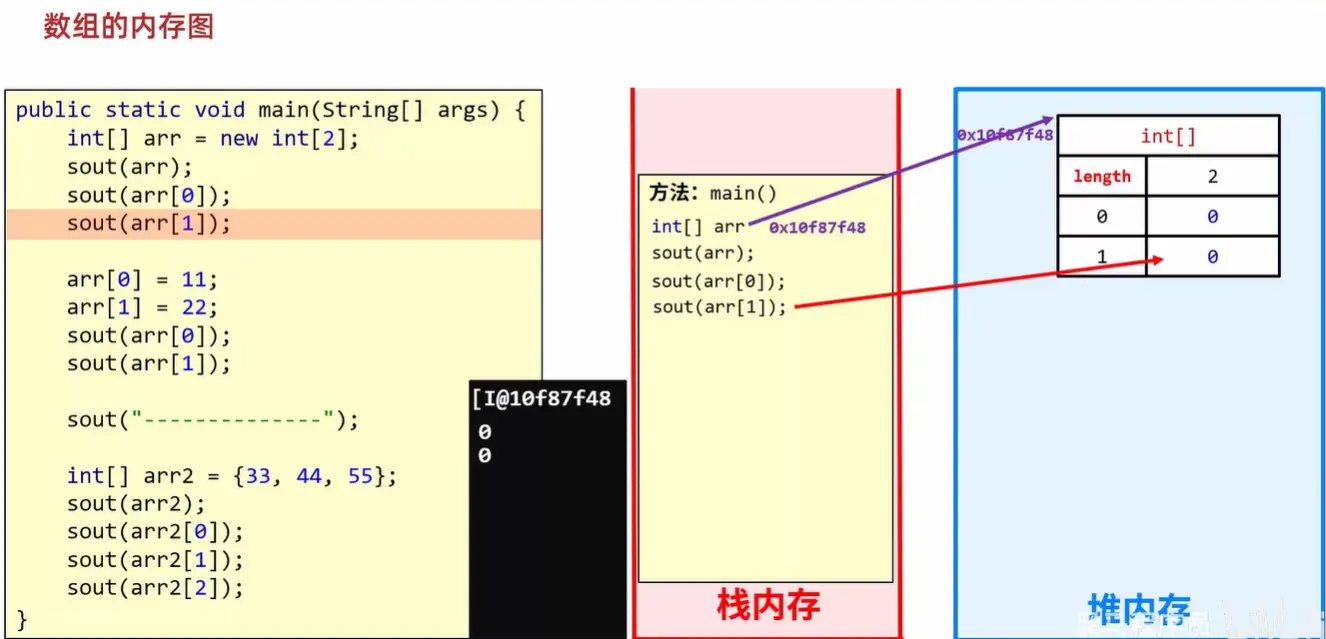 数组的内存图
public static void main(String[] args) {
int[] arr = new int[2];
sout(arr);
sout(arr[0]);
sout(arr[1]);
arr[0] = 11;
arr[1] = 22;
sout(arr[0]);
sout(arr[1]);
sout("--------------");
int[] arr2 = {33, 44, 55};
sout(arr2);
sout(arr2[0]);
sout(arr2[1]);
sout(arr2[2]);
}
[I@10f87f48
0
0
方法：main()
int[] arr 0x10f87f48
sout(arr);
sout(arr[0]);
sout(arr[1]);
栈内存
0x10f87f48
int[]
length 2
0 0
1 0
堆内存